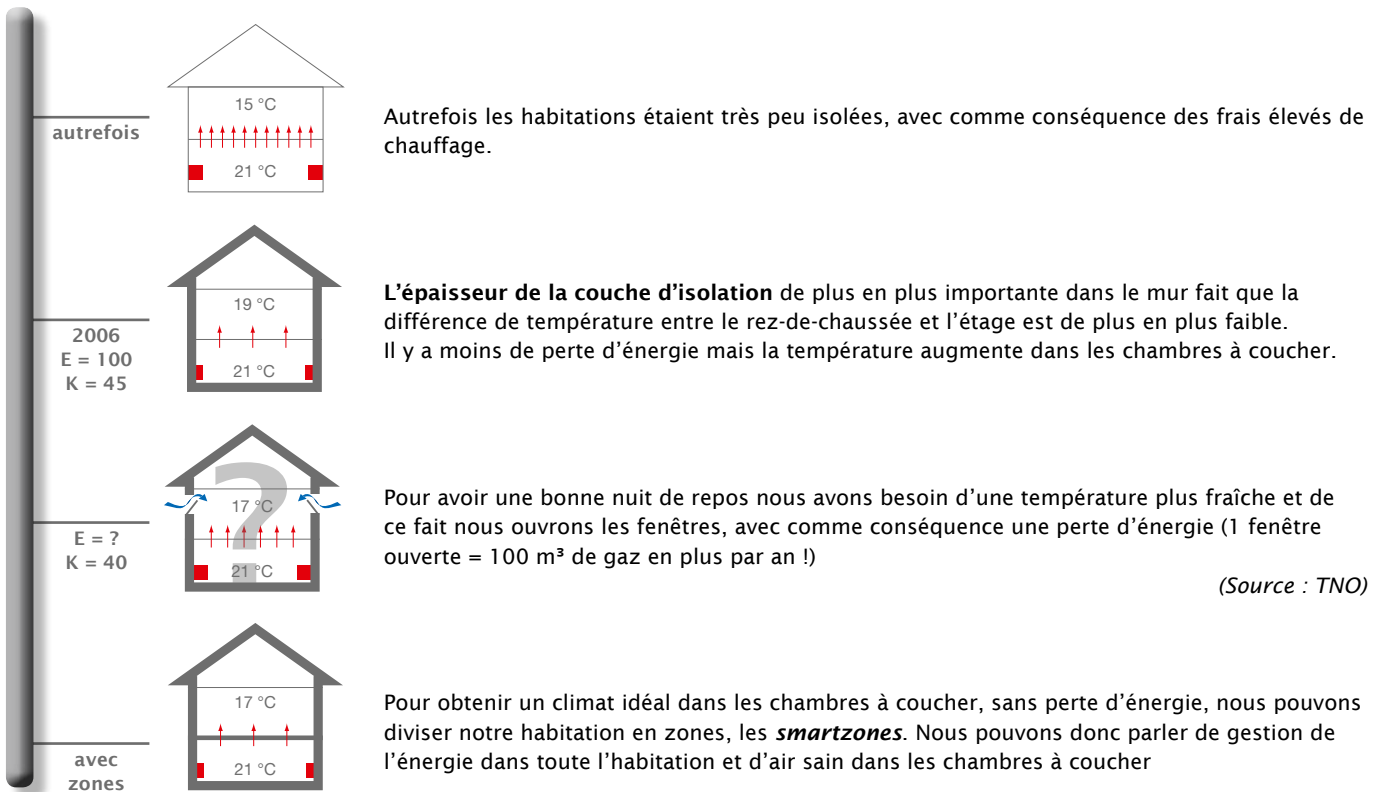 autrefois
15 °C
21 °C
Autrefois les habitations étaient très peu isolées, avec comme conséquence des frais élevés de
chauffage.
2006
E = 100
K = 45
19 °C
21 °C
L’épaisseur de la couche d’isolation de plus en plus importante dans le mur fait que la
différence de température entre le rez-de-chaussée et l’étage est de plus en plus faible.
Il y a moins de perte d’énergie mais la température augmente dans les chambres à coucher.
E = ?
K = 40
?
17 °C
21 °C
Pour avoir une bonne nuit de repos nous avons besoin d’une température plus fraîche et de
ce fait nous ouvrons les fenêtres, avec comme conséquence une perte d’énergie (1 fenêtre
ouverte = 100 m³ de gaz en plus par an !)
(Source : TNO)
avec
zones
17 °C
21 °C
Pour obtenir un climat idéal dans les chambres à coucher, sans perte d’énergie, nous pouvons
diviser notre habitation en zones, les smartzones. Nous pouvons donc parler de gestion de
l’énergie dans toute l’habitation et d’air sain dans les chambres à coucher